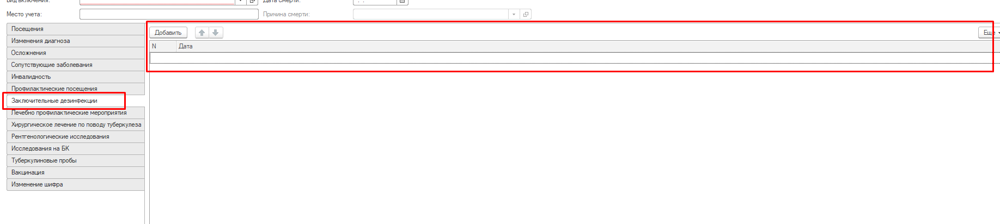 Вид включения: Дата смерти: . .
Место учета: Причина смерти:
Посещения
Добавить Еще
Изменения диагноза
N Дата
Осложнения
Сопутствующие заболевания
Инвалидность
Профилактические посещения
Заключительные дезинфекции
Лечебно профилактические мероприятия
Хирургическое лечение по поводу туберкулеза
Рентгенологические исследования
Исследования на БК
Туберкулиновые пробы
Вакцинация
Изменение шифра